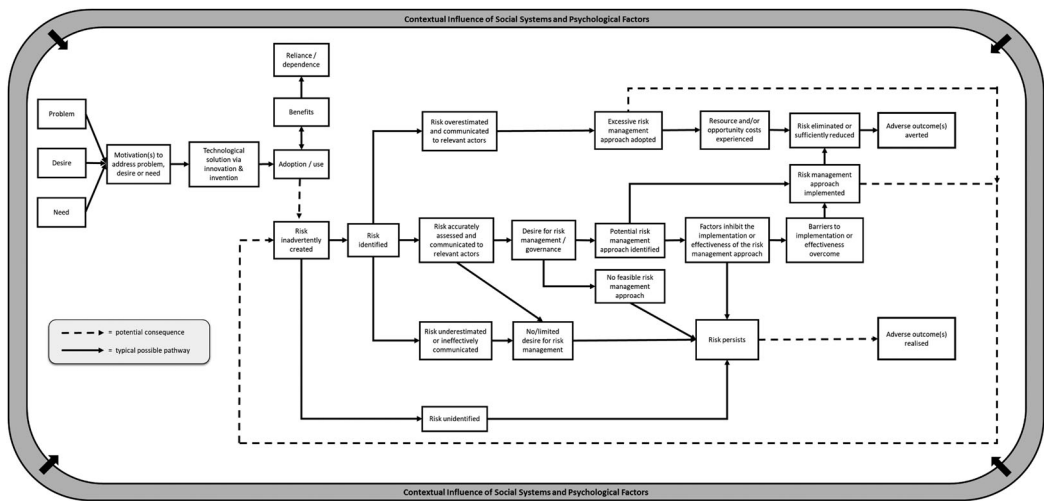 Contextual Influence of Social Systems and Psychological Factors
Reliance /
dependence
Benefits
Problem
Desire
Need
Motivation(s) to
address problem,
desire or need
Technological
solution via
innovation &
invention
Adoption / use
Risk overestimated
and communicated
to relevant actors
Excessive risk
management
approach adopted
Resource and/or
opportunity costs
experienced
Risk eliminated or
sufficiently reduced
Adverse outcome(s)
averted
Risk management
approach
implemented
Risk
inadvertently
created
Risk
identified
Risk accurately
assessed and
communicated to
relevant actors
Desire for risk
management /
governance
Potential risk
management
approach identified
Factors inhibit the
implementation or
effectiveness of the risk
management approach
Barriers to
implementation or
effectiveness
overcome
No feasible risk
management
approach
Risk underestimated
or ineffectively
communicated
No/limited
desire for risk
management
Risk persists
Adverse outcome(s)
realised
Risk unidentified
= potential consequence
= typical possible pathway
Contextual Influence of Social Systems and Psychological Factors